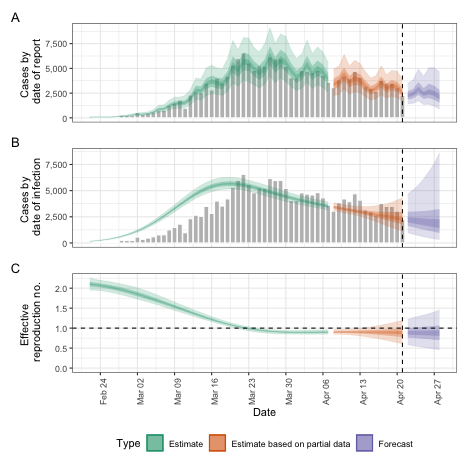 A
Cases by
date of report
7,500
5,000
2,500
0
B
Cases by
date of infection
7,500
5,000
2,500
0
C
Effective
reproduction no.
2.0
1.5
1.0
0.5
0.0
Feb 24
Mar 02
Mar 09
Mar 16
Mar 23
Mar 30
Apr 06
Apr 13
Apr 20
Apr 27
Date
Type Estimate Estimate based on partial data Forecast